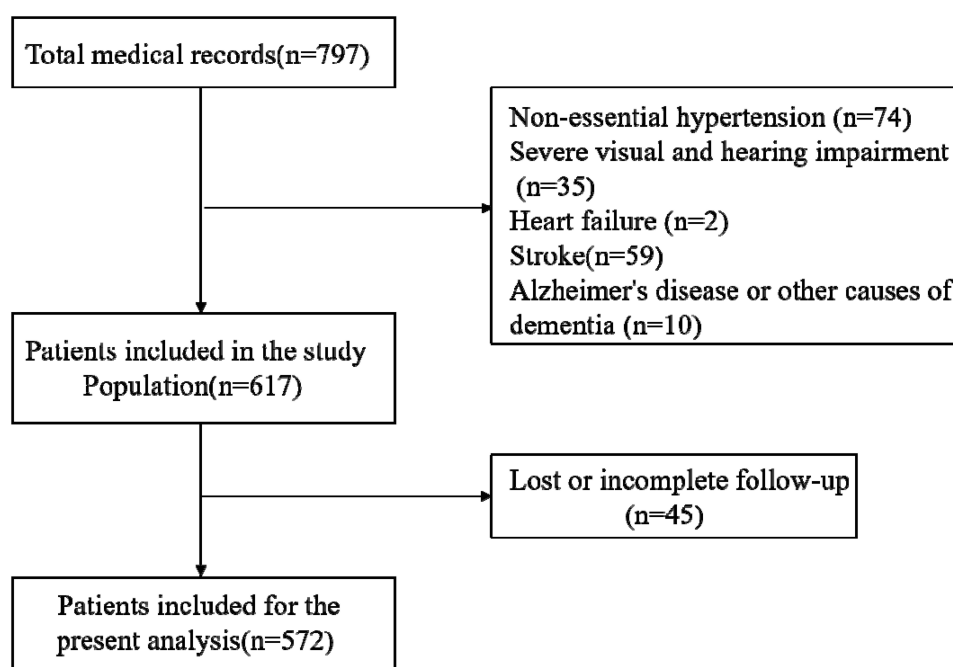 Total medical records(n=797)
Non-essential hypertension (n=74)
Severe visual and hearing impairment
(n=35)
Heart failure (n=2)
Stroke(n=59)
Alzheimer's disease or other causes of
dementia (n=10)
Patients included in the study
Population(n=617)
Lost or incomplete follow-up
(n=45)
Patients included for the
present analysis(n=572)